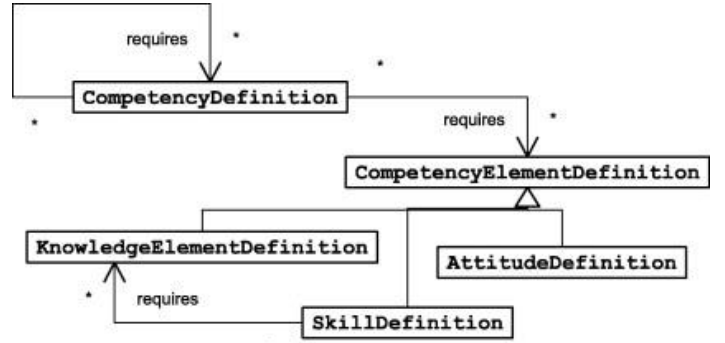 requires
*
*
CompetencyDefinition
*
requires
*
CompetencyElementDefinition
KnowledgeElementDefinition
AttitudeDefinition
*
requires
SkillDefinition